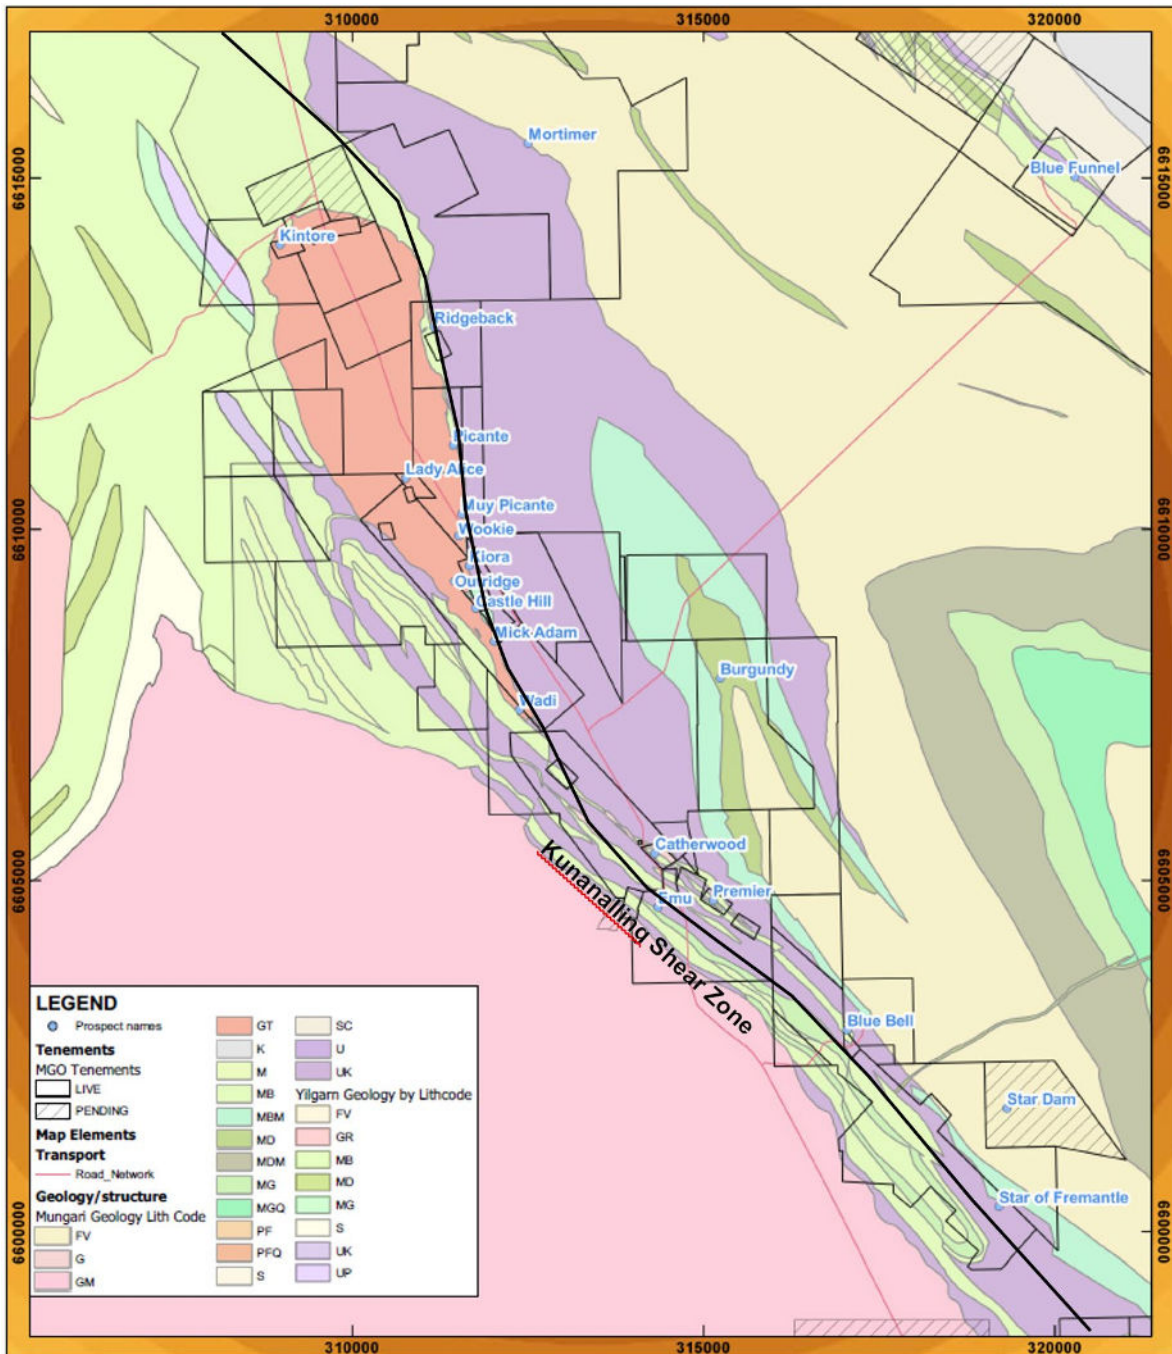 310000 315000 320000
6615000 6615000
Mortimer
Blue Funnel
Kintore
Ridgeback
Picante
Lady Alice
Muy Picante
6610000 6610000
Wookie
Kiora
Outridge
Castle Hill
Mick Adam
Burgundy
Wadi
Catherwood
6605000 6605000
Premier
Emu
Kunanalling Shear Zone
Blue Bell
Star Dam
Star of Fremantle
6600000 6600000
LEGEND
Prospect names
Tenements
MGO Tenements
LIVE
PENDING
Map Elements
Transport
Road_Network
Geology/structure
Mungari Geology Lith Code
FV
G
GM
GT
K
M
MB
MBM
MD
MDM
MG
MGQ
PF
PFQ
S
SC
U
UK
Yilgarn Geology by Lithcode
FV
GR
MB
MD
MG
S
UK
UP
310000 315000 320000